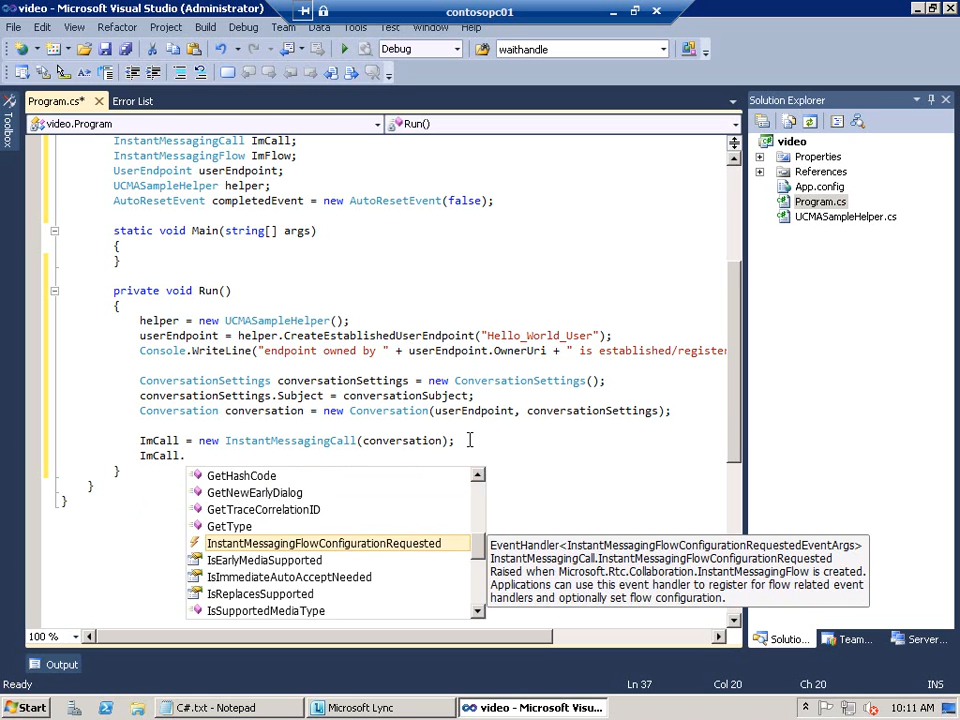 video - Microsoft Visual Studio (Administrator)
contosopc01
File Edit View Refactor Project Build Debug Team Data Tools Test Window Help
Debug
waithandle
Program.cs* Error List
video.Program
Run()
Solution Explorer
InstantMessagingCall ImCall;
InstantMessagingFlow ImFlow;
UserEndpoint userEndpoint;
UCMASampleHelper helper;
AutoResetEvent completedEvent = new AutoResetEvent(false);
static void Main(string[] args)
{
}
private void Run()
{
helper = new UCMASampleHelper();
userEndpoint = helper.CreateEstablishedUserEndpoint("Hello_World_User");
Console.WriteLine("endpoint owned by " + userEndpoint.OwnerUri + " is established/register
ConversationSettings conversationSettings = new ConversationSettings();
conversationSettings.Subject = conversationSubject;
Conversation conversation = new Conversation(userEndpoint, conversationSettings);
ImCall = new InstantMessagingCall(conversation);
ImCall.
}
}
}
GetHashCode
GetNewEarlyDialog
GetTraceCorrelationID
GetType
InstantMessagingFlowConfigurationRequested
IsEarlyMediaSupported
IsImmediateAutoAcceptNeeded
IsReplacesSupported
IsSupportedMediaType
EventHandler<InstantMessagingFlowConfigurationRequestedEventArgs>
InstantMessagingCall.InstantMessagingFlowConfigurationRequested
Raised when Microsoft.Rtc.Collaboration.InstantMessagingFlow is created.
Applications can use this event handler to register for flow related event
handlers and optionally set flow configuration.
video
Properties
References
App.config
Program.cs
UCMASampleHelper.cs
Toolbox
100 %
Solutio... Team... Server...
Output
Ready
Ln 37
Col 20
Ch 20
INS
Start
C#.txt - Notepad
Microsoft Lync
video - Microsoft Visu...
10:11 AM